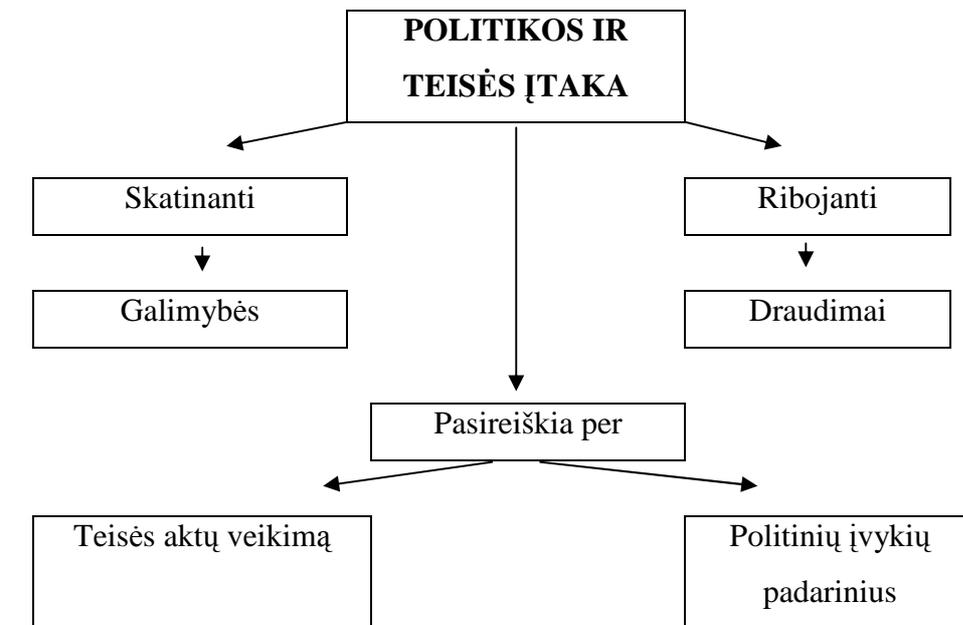 POLITIKOS IR
TEISĖS ĮTAKA
Skatinanti
Ribojanti
Galimybės
Draudimai
Pasireiškia per
Teisės aktų veikimą
Politinių įvykių
padarinius